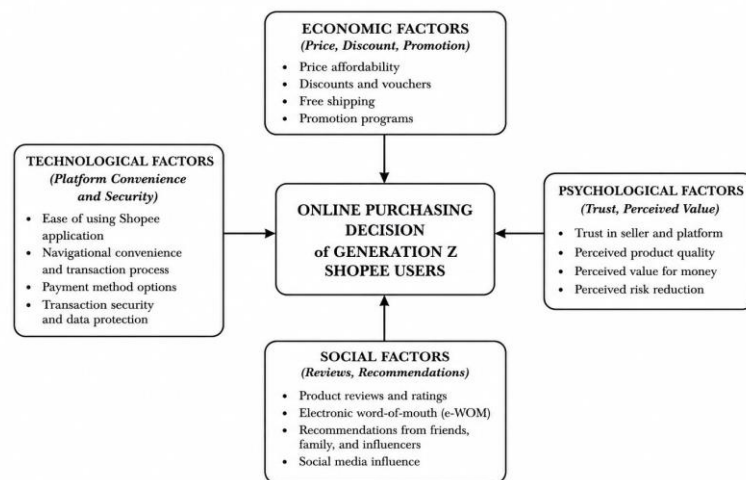 ECONOMIC FACTORS
(Price, Discount, Promotion)
• Price affordability
• Discounts and vouchers
• Free shipping
• Promotion programs
TECHNOLOGICAL FACTORS
(Platform Convenience
and Security)
• Ease of using Shopee
application
• Navigational convenience
and transaction process
• Payment method options
• Transaction security
and data protection
ONLINE PURCHASING
DECISION
of GENERATION Z
SHOPEE USERS
PSYCHOLOGICAL FACTORS
(Trust, Perceived Value)
• Trust in seller and platform
• Perceived product quality
• Perceived value for money
• Perceived risk reduction
SOCIAL FACTORS
(Reviews, Recommendations)
• Product reviews and ratings
• Electronic word-of-mouth (e-WOM)
• Recommendations from friends,
family, and influencers
• Social media influence